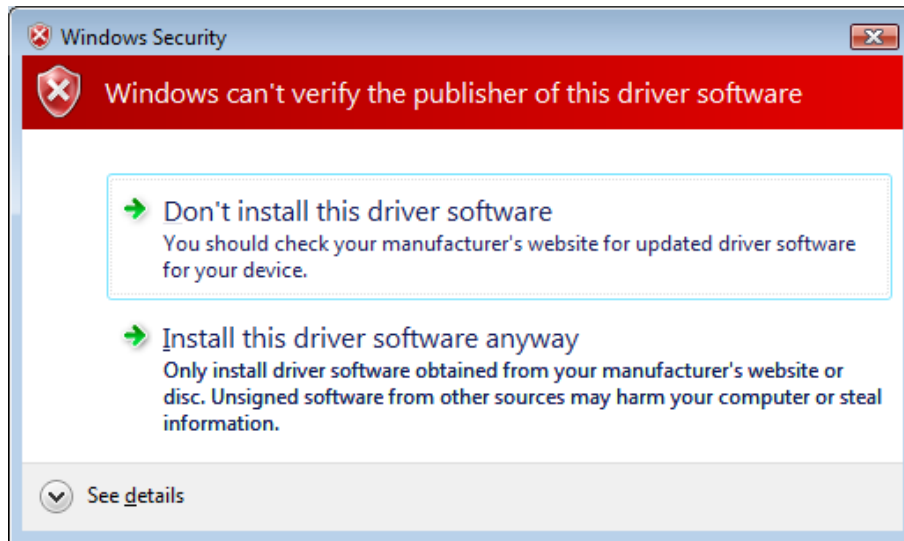 Windows Security
Windows can't verify the publisher of this driver software
Don't install this driver software
You should check your manufacturer's website for updated driver software
for your device.
Install this driver software anyway
Only install driver software obtained from your manufacturer's website or
disc. Unsigned software from other sources may harm your computer or steal
information.
See details